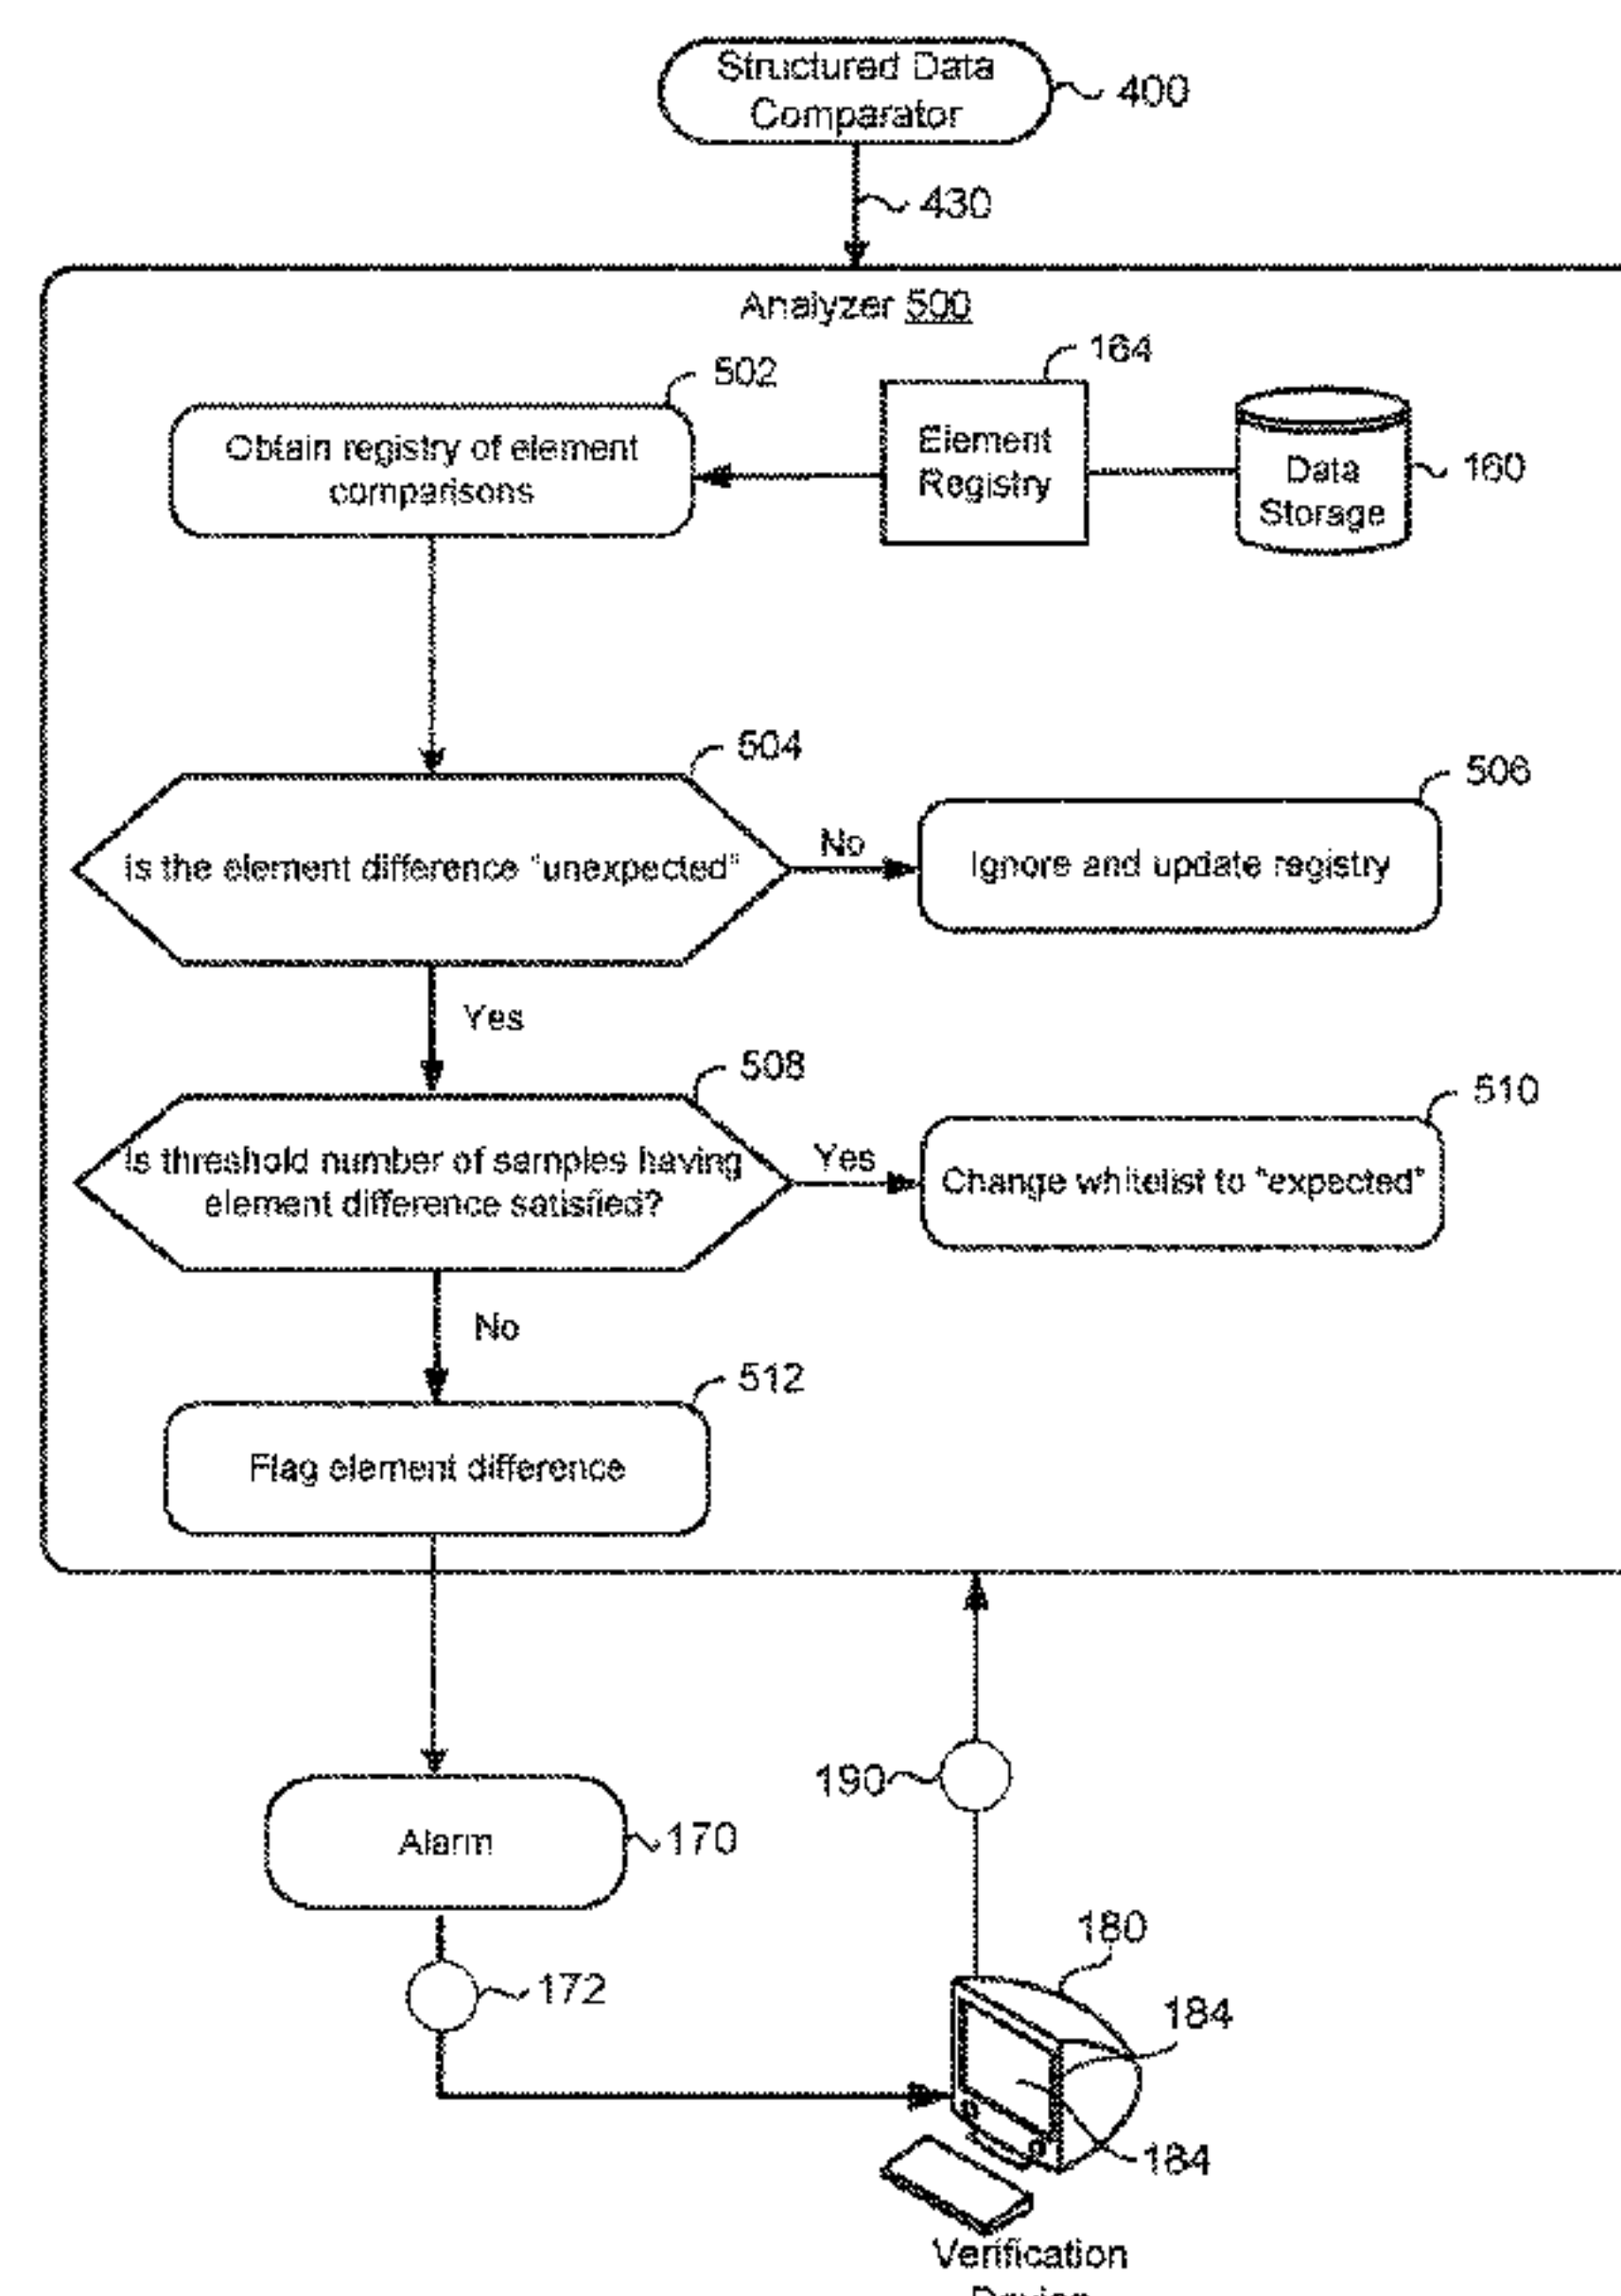 Structured Data
Comparator
400
430
Analyzer 500
502
164
Obtain registry of element
comparisons
Element
Registry
Data
Storage
160
504
506
Is the element difference "unexpected"
No
Ignore and update registry
Yes
508
510
Is threshold number of samples having
element difference satisfied?
Yes
Change whitelist to "expected"
No
512
Flag element difference
190
Alarm
170
180
172
184
184
Verification